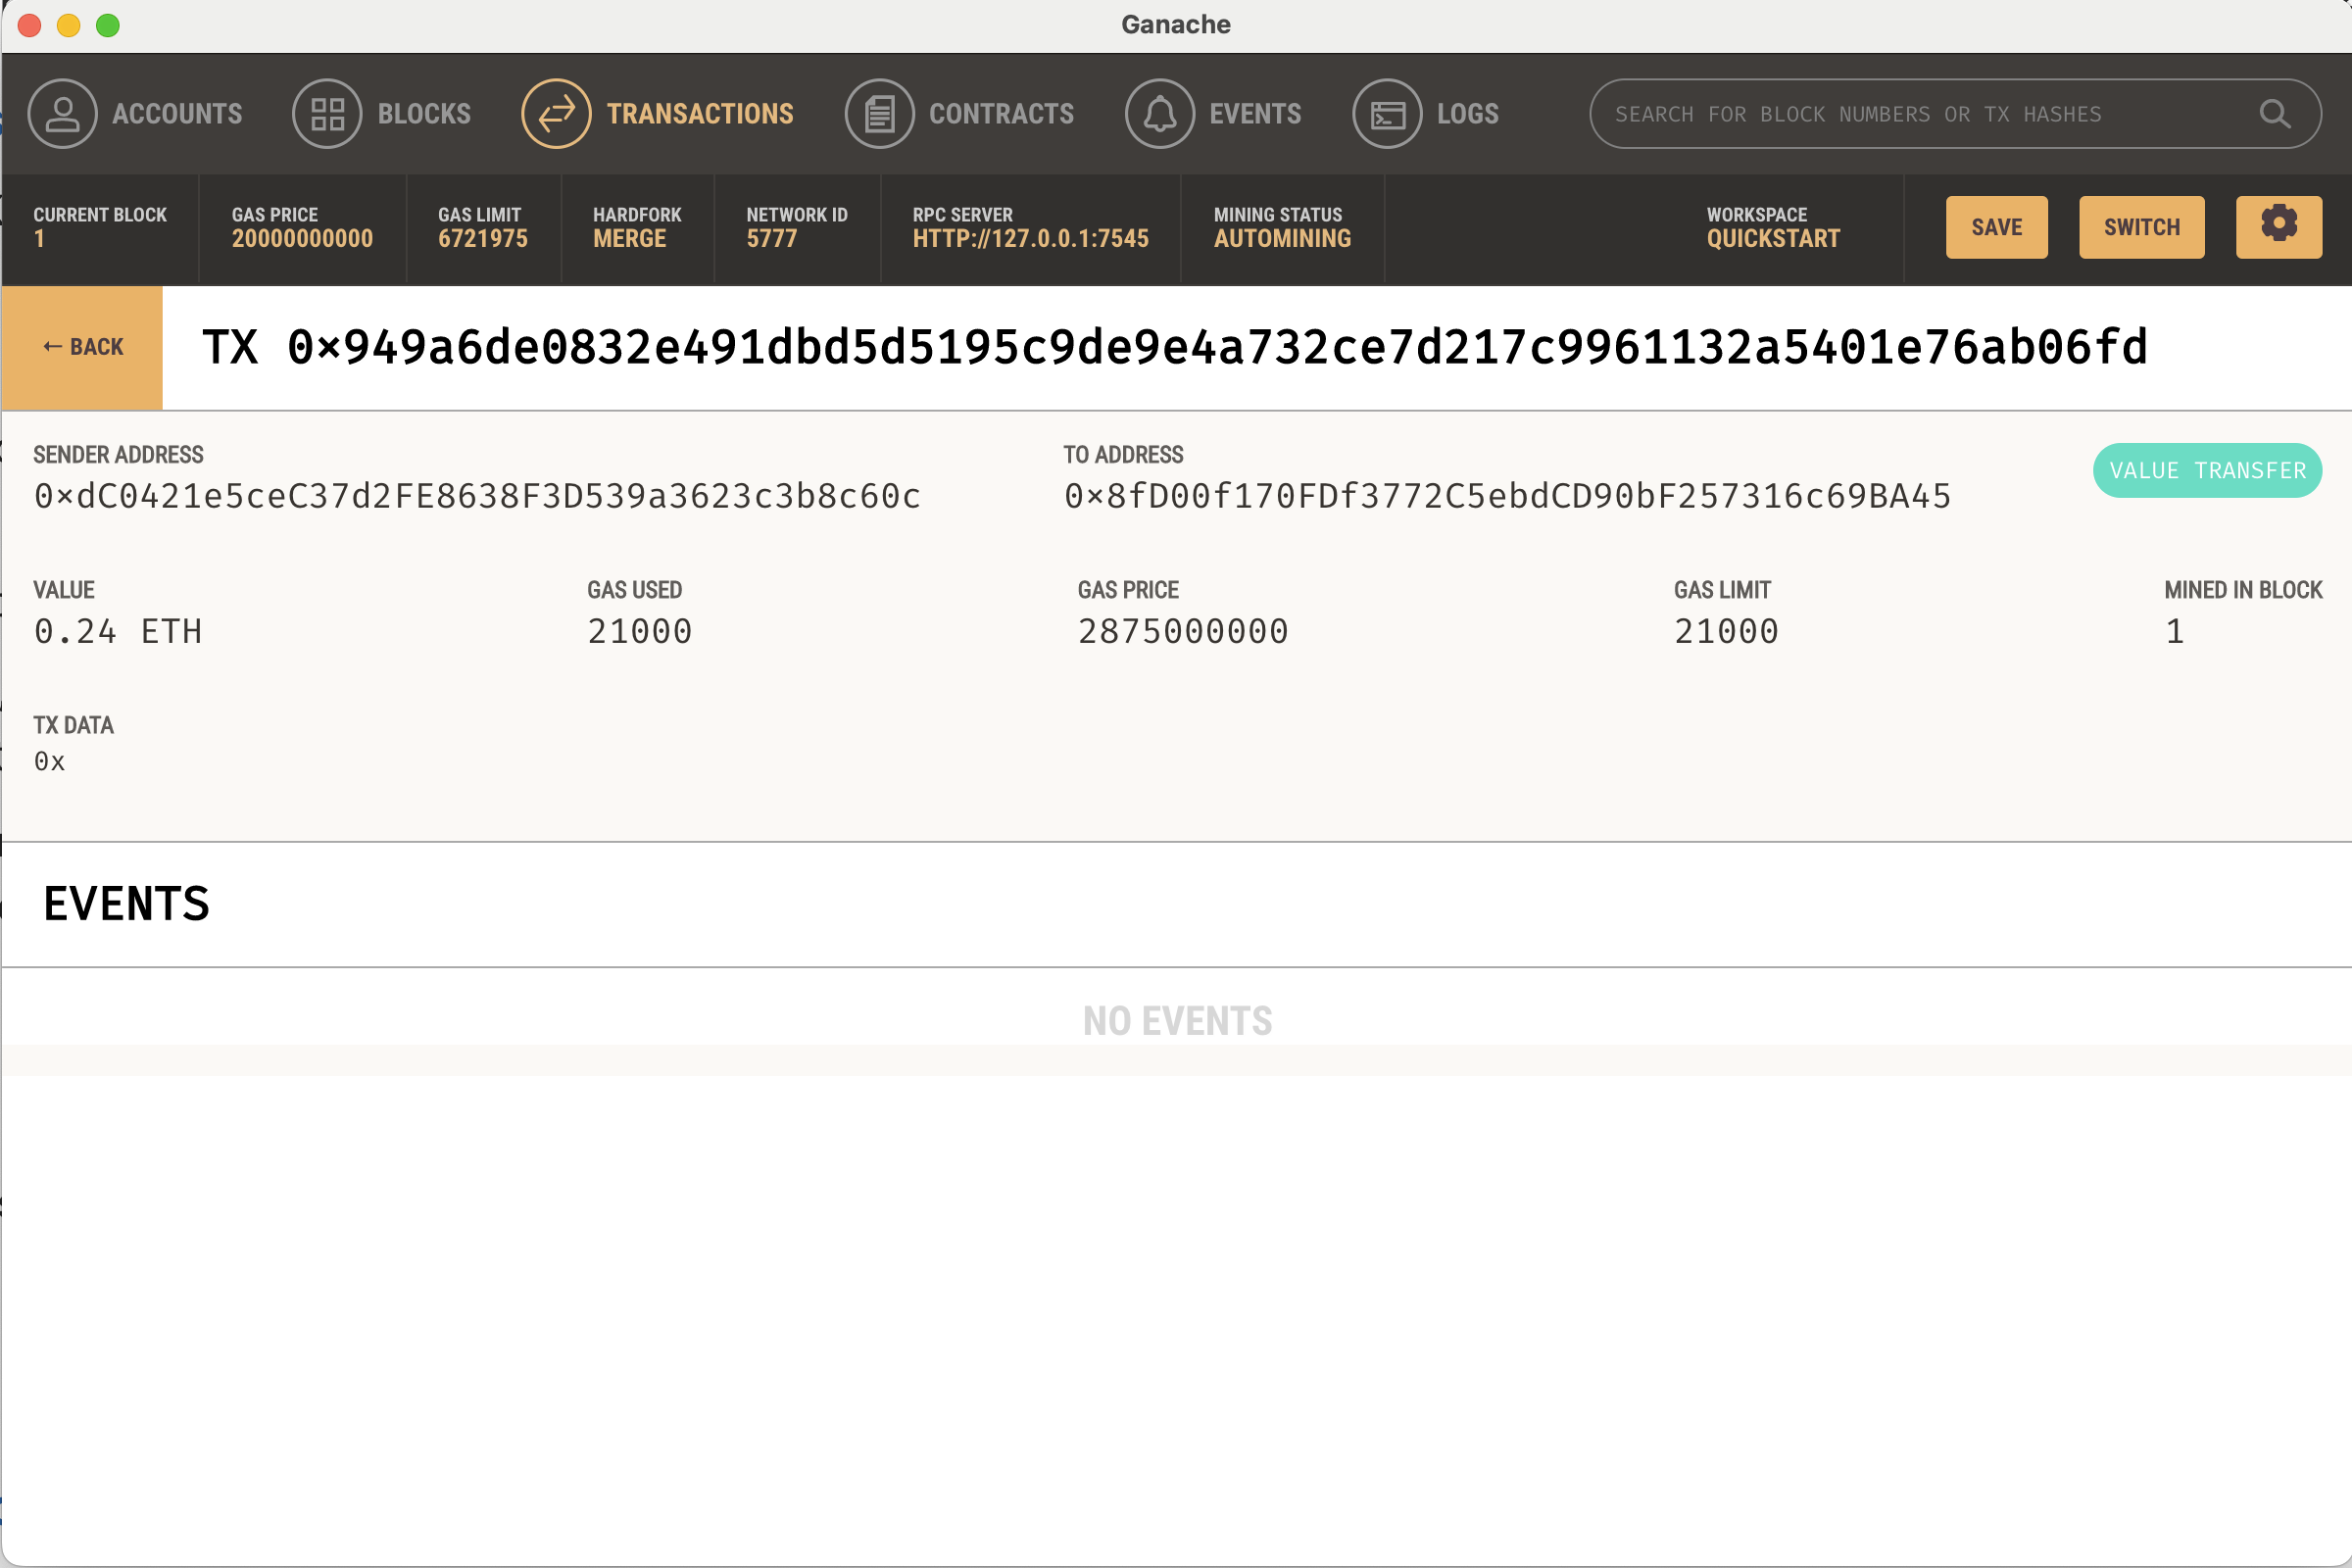 Ganache
ACCOUNTS BLOCKS TRANSACTIONS CONTRACTS EVENTS LOGS SEARCH FOR BLOCK NUMBERS OR TX HASHES
CURRENT BLOCK GAS PRICE GAS LIMIT HARDFORK NETWORK ID RPC SERVER MINING STATUS WORKSPACE
1 20000000000 6721975 MERGE 5777 HTTP://127.0.0.1:7545 AUTOMINING QUICKSTART SAVE SWITCH
← BACK TX 0×949a6de0832e491dbd5d5195c9de9e4a732ce7d217c9961132a5401e76ab06fd
SENDER ADDRESS TO ADDRESS
0×dC0421e5ceC37d2FE8638F3D539a3623c3b8c60c 0×8fD00f170FDf3772C5ebdCD90bF257316c69BA45 VALUE TRANSFER
VALUE GAS USED GAS PRICE GAS LIMIT MINED IN BLOCK
0.24 ETH 21000 2875000000 21000 1
TX DATA
0x
EVENTS
NO EVENTS